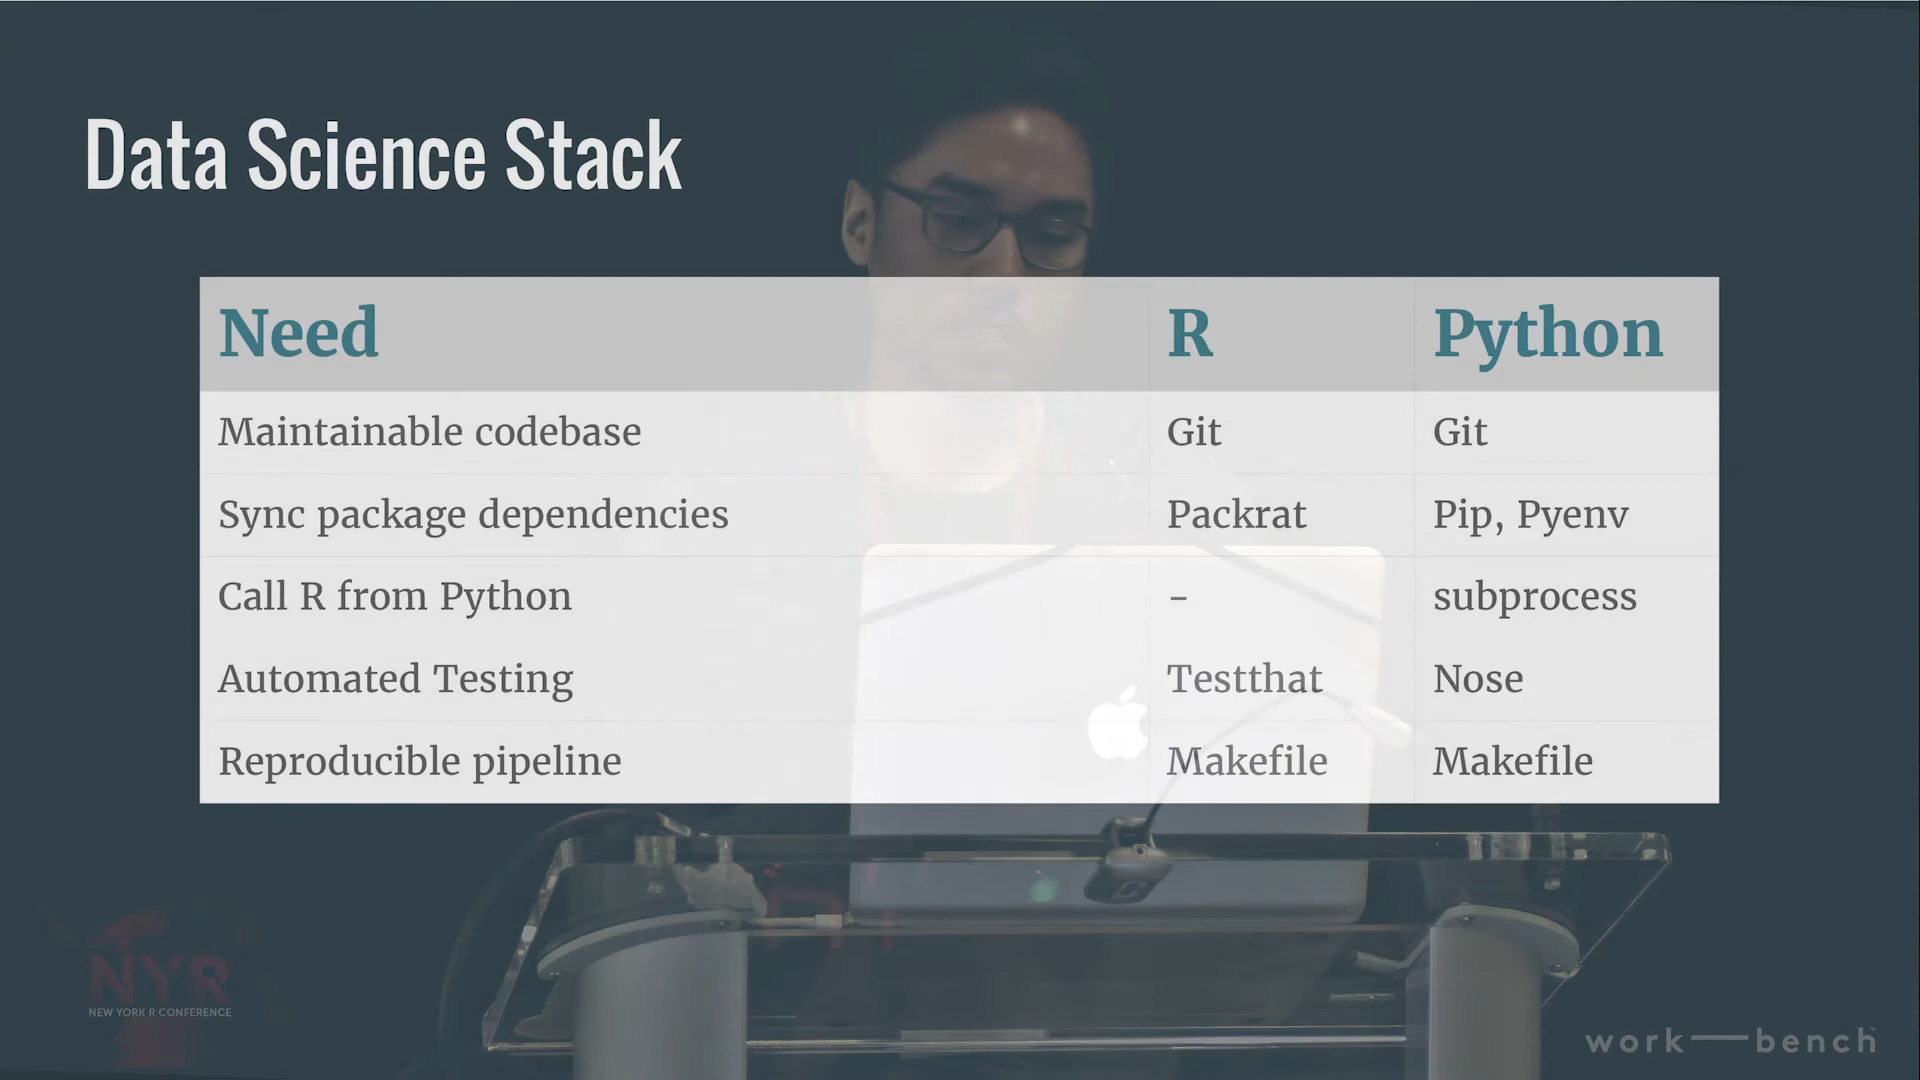 Data Science Stack
Need R Python
Maintainable codebase Git Git
Sync package dependencies Packrat Pip, Pyenv
Call R from Python - subprocess
Automated Testing Testthat Nose
Reproducible pipeline Makefile Makefile
NYR
NEW YORK R CONFERENCE
work—bench